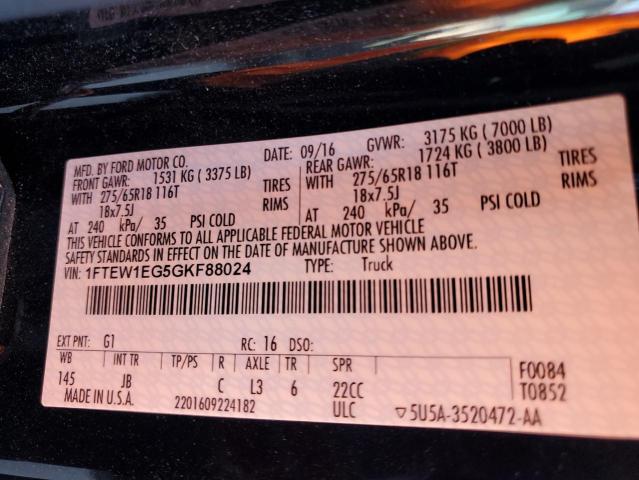 MFD. BY FORD MOTOR CO. DATE: 09/16 GVWR: 3175 KG ( 7000 LB)
FRONT GAWR: 1531 KG ( 3375 LB) REAR GAWR: 1724 KG ( 3800 LB)
WITH 275/65R18 116T TIRES WITH 275/65R18 116T TIRES
18x7.5J RIMS 18x7.5J RIMS
AT 240 kPa/ 35 PSI COLD AT 240 kPa/ 35 PSI COLD
THIS VEHICLE CONFORMS TO ALL APPLICABLE FEDERAL MOTOR VEHICLE
SAFETY STANDARDS IN EFFECT ON THE DATE OF MANUFACTURE SHOWN ABOVE.
VIN: 1FTEW1EG5GKF88024 TYPE: Truck
EXT PNT: G1 RC: 16 DSO:
WB INT TR TP/PS R AXLE TR SPR F0084
145 JB C L3 6 22CC T0852
MADE IN U.S.A. 2201609224182 ULC ▽5U5A-3520472-AA